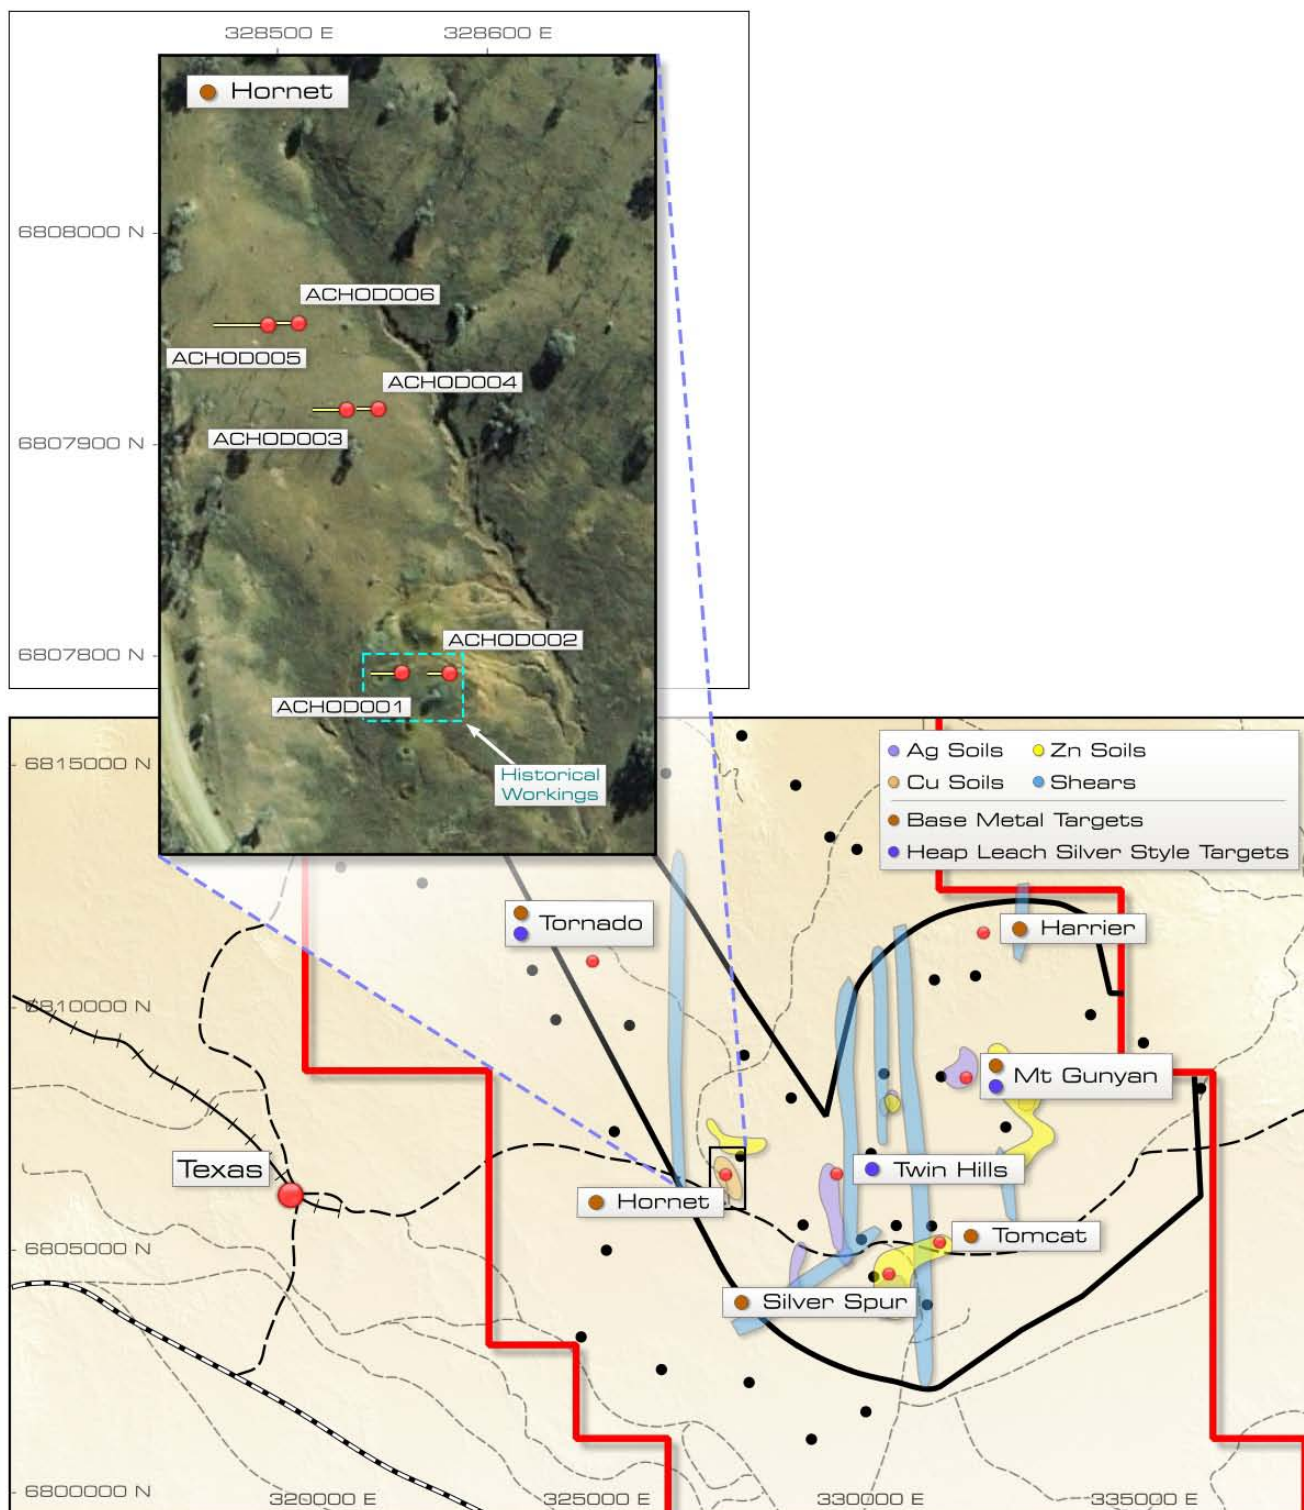 328500 E
328600 E
Hornet
6808000 N
ACHOD006
ACHOD005
ACHOD004
ACHOD003
6807900 N
ACHOD002
6807800 N
ACHOD001
Historical
Workings
6815000 N
Ag Soils
Zn Soils
Cu Soils
Shears
Base Metal Targets
Heap Leach Silver Style Targets
Tornado
Harrier
6810000 N
Mt Gunyan
Texas
Twin Hills
Hornet
Tomcat
6805000 N
Silver Spur
6800000 N
320000 E
325000 E
330000 E
335000 E